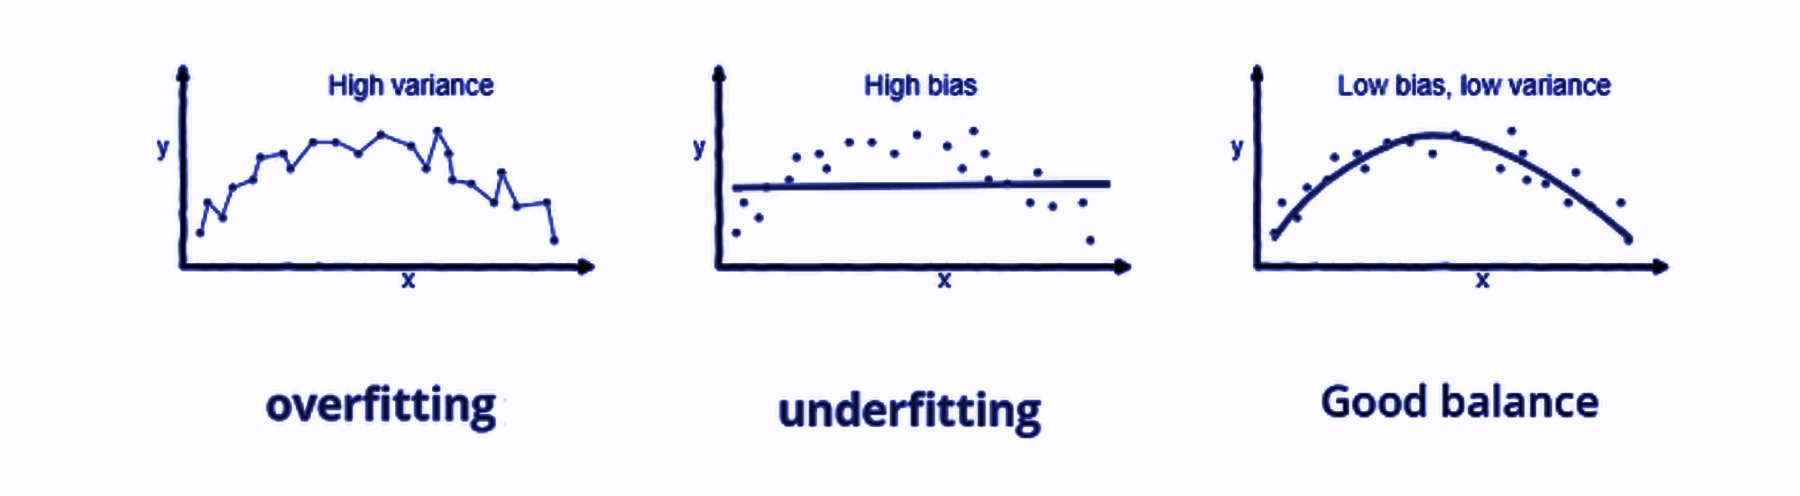 High variance
y
x
overfitting
High bias
y
x
underfitting
Low bias, low variance
y
x
Good balance